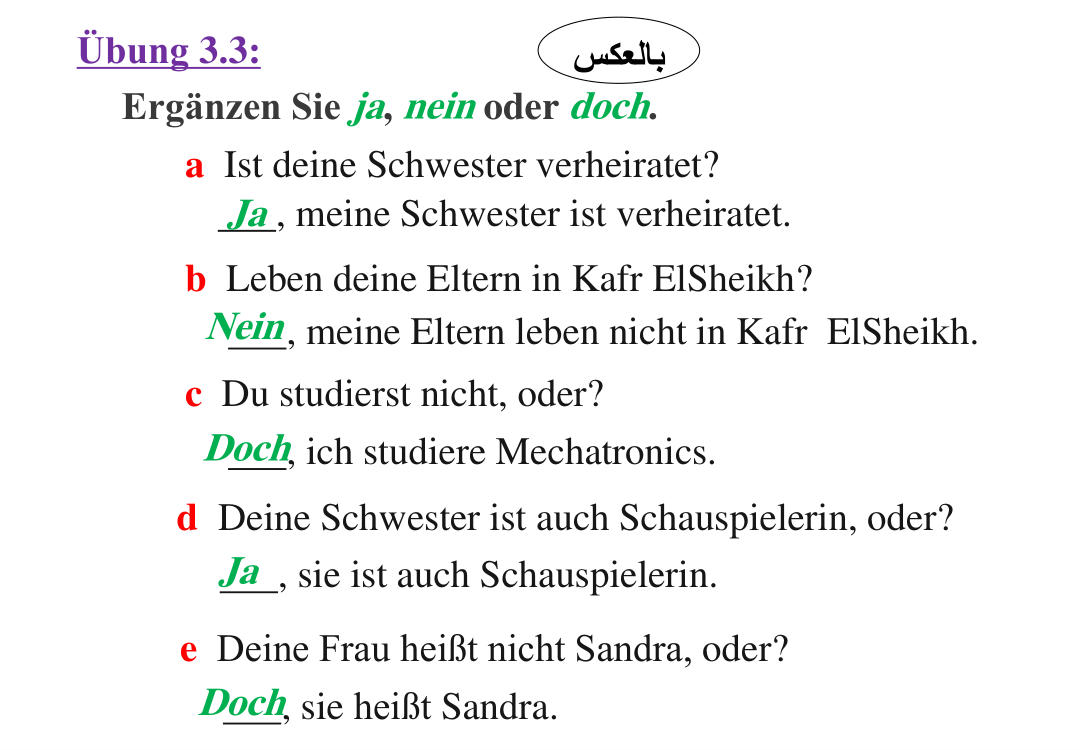 Übung 3.3:
بالعكس
Ergänzen Sie ja, nein oder doch.
a Ist deine Schwester verheiratet?
Ja, meine Schwester ist verheiratet.
b Leben deine Eltern in Kafr ElSheikh?
Nein, meine Eltern leben nicht in Kafr ElSheikh.
c Du studierst nicht, oder?
Doch, ich studiere Mechatronics.
d Deine Schwester ist auch Schauspielerin, oder?
Ja, sie ist auch Schauspielerin.
e Deine Frau heißt nicht Sandra, oder?
Doch, sie heißt Sandra.